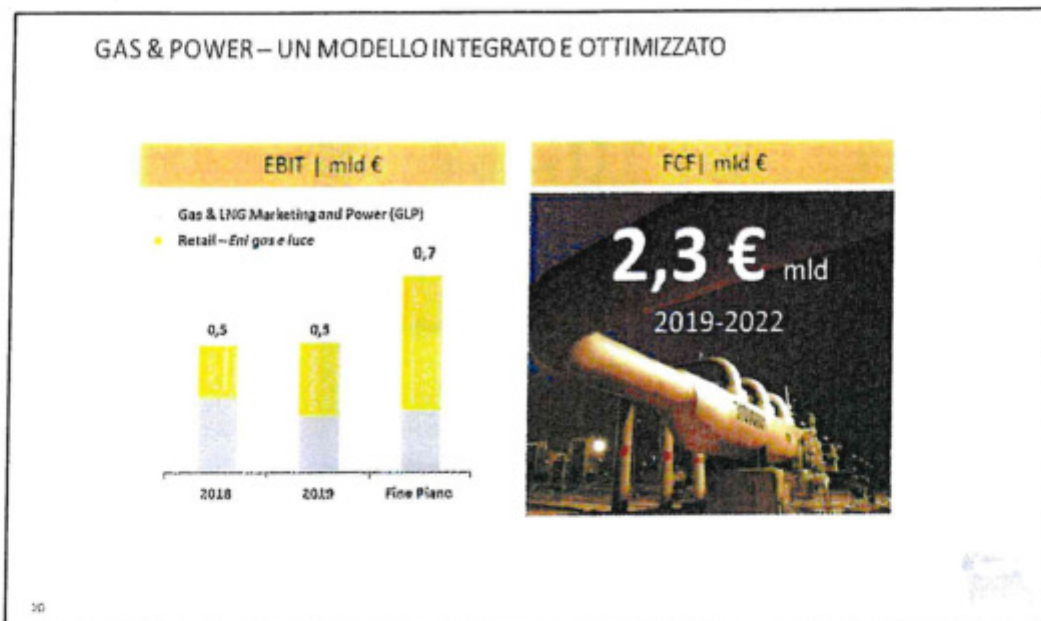 GAS & POWER – UN MODELLO INTEGRATO E OTTIMIZZATO
EBIT | mld €
Gas & LNG Marketing and Power (GLP)
Retail – Eni gas e luce
0,5
0,5
0,7
2018
2019
Fine Piano
FCF| mld €
2,3 € mld
2019-2022
20